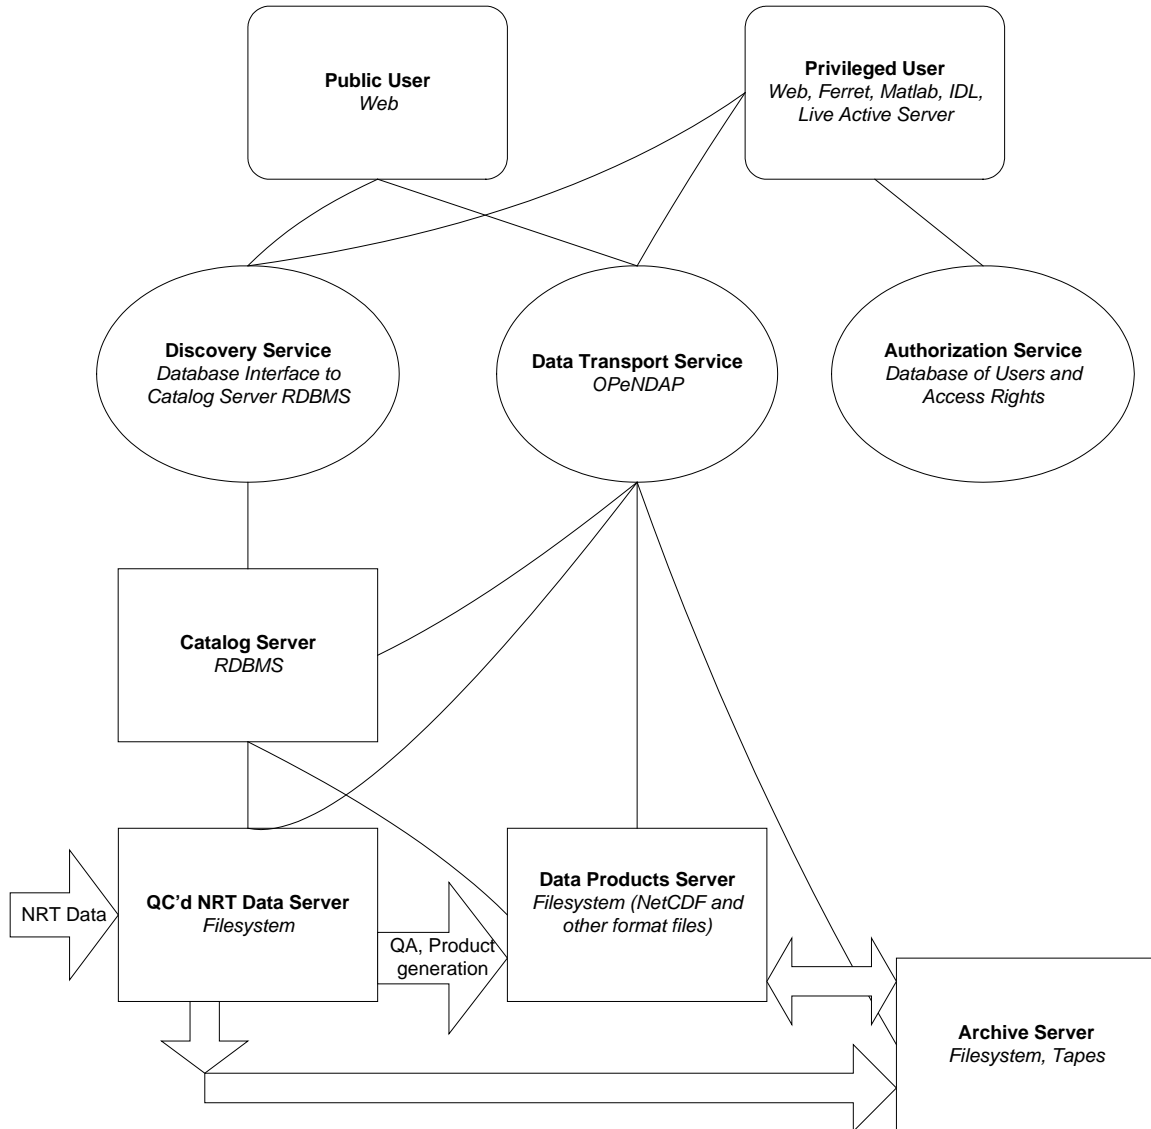 Public User
Web
Privileged User
Web, Ferret, Matlab, IDL,
Live Active Server
Discovery Service
Database Interface to
Catalog Server RDBMS
Data Transport Service
OPeNDAP
Authorization Service
Database of Users and
Access Rights
Catalog Server
RDBMS
NRT Data
QC’d NRT Data Server
Filesystem
QA, Product
generation
Data Products Server
Filesystem (NetCDF and
other format files)
Archive Server
Filesystem, Tapes